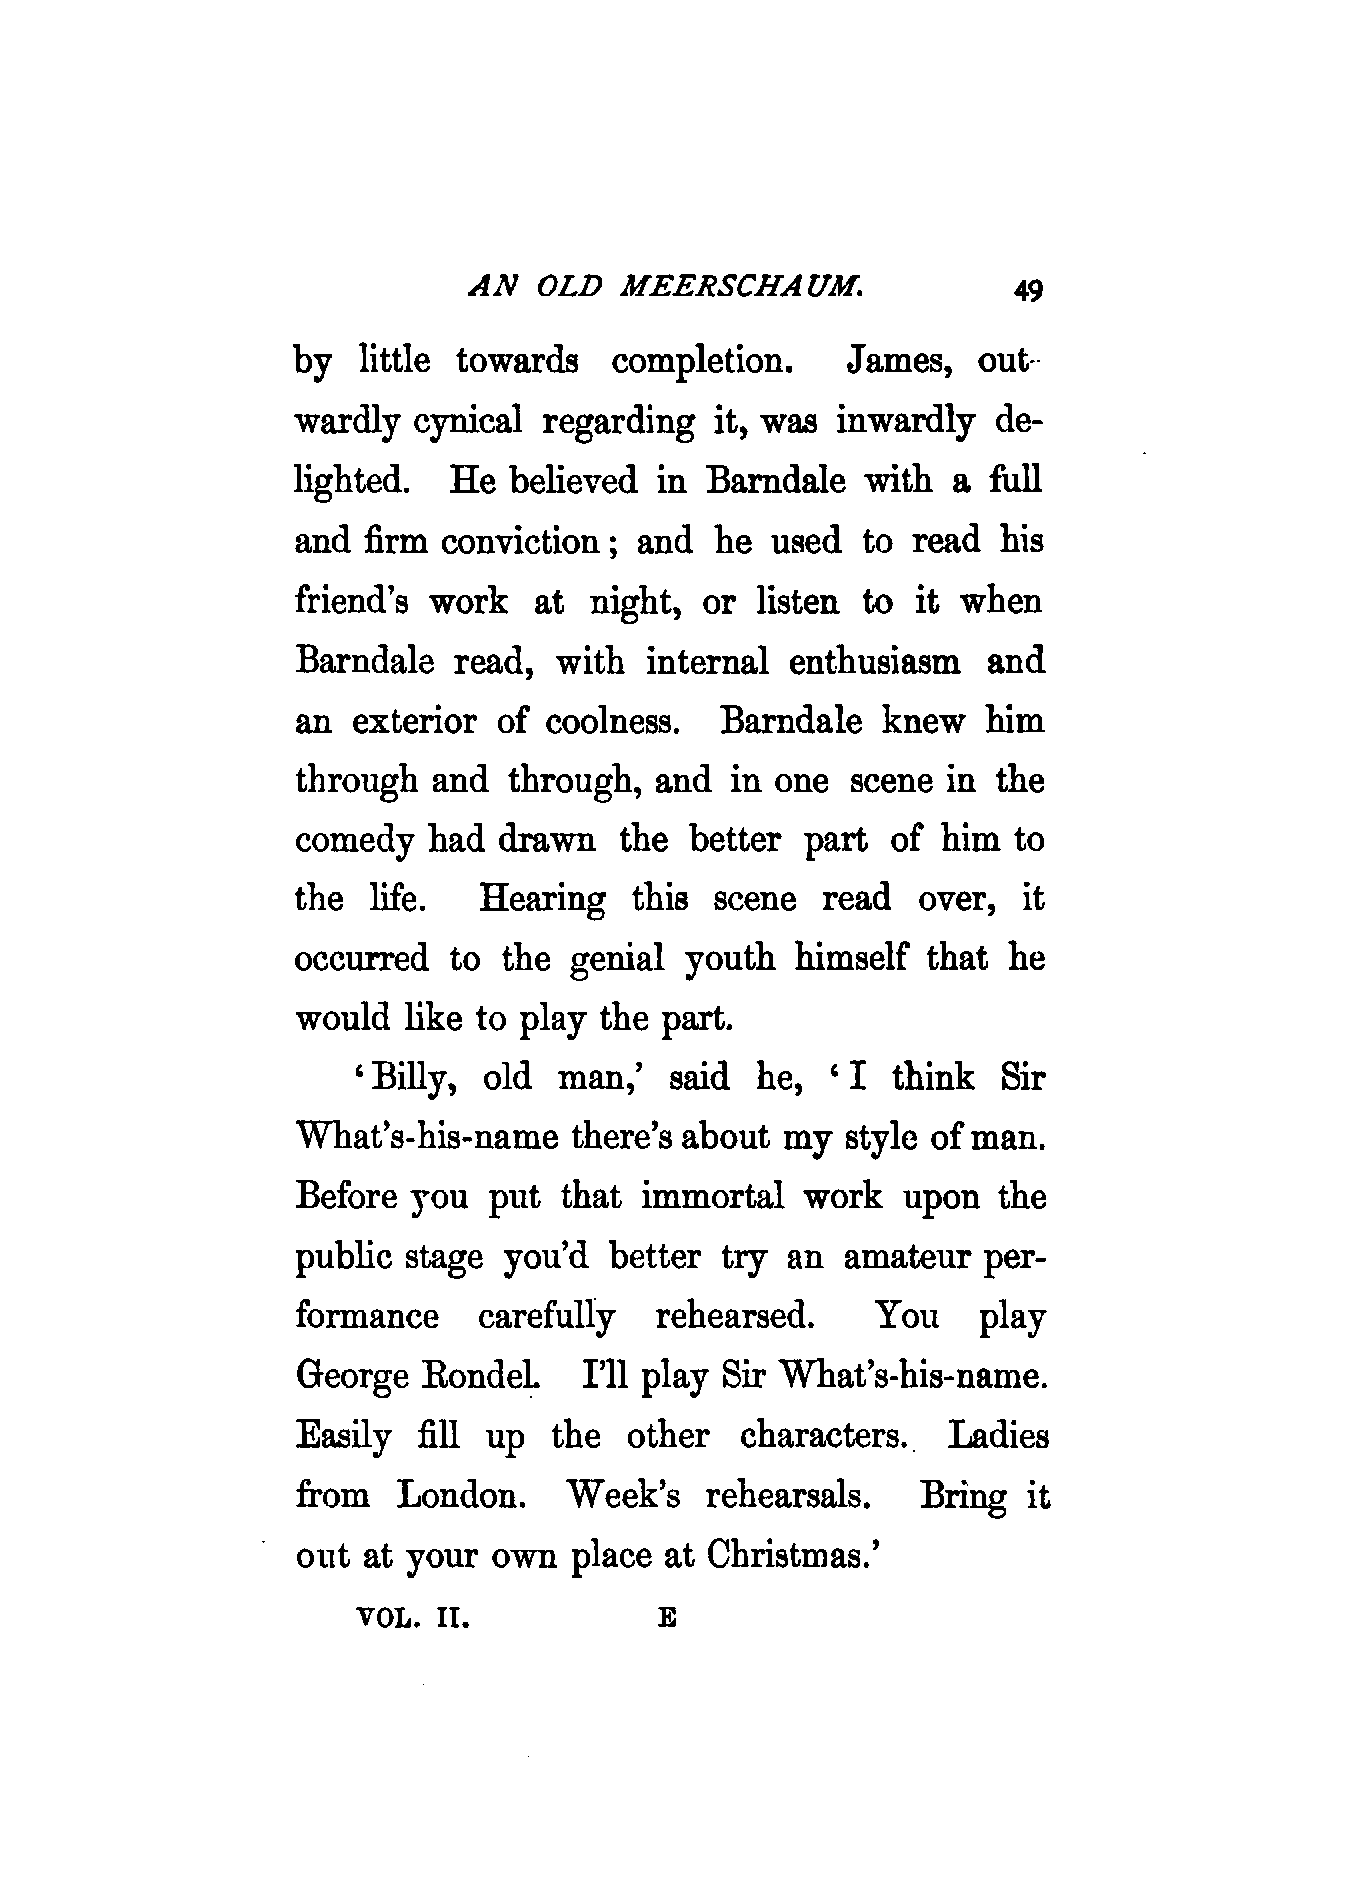 AN OLD MEERSCHAUM. 49
by little towards completion. James, out-
wardly cynical regarding it, was inwardly de-
lighted. He believed in Barndale with a full
and firm conviction; and he used to read his
friend's work at night, or listen to it when
Barndale read, with internal enthusiasm and
an exterior of coolness. Barndale knew him
through and through, and in one scene in the
comedy had drawn the better part of him to
the life. Hearing this scene read over, it
occurred to the genial youth himself that he
would like to play the part.
‘Billy, old man,’ said he, ‘I think Sir
What's-his-name there's about my style of man.
Before you put that immortal work upon the
public stage you'd better try an amateur per-
formance carefully rehearsed. You play
George Rondel. I'll play Sir What's-his-name.
Easily fill up the other characters. Ladies
from London. Week's rehearsals. Bring it
out at your own place at Christmas.’
VOL. II. E